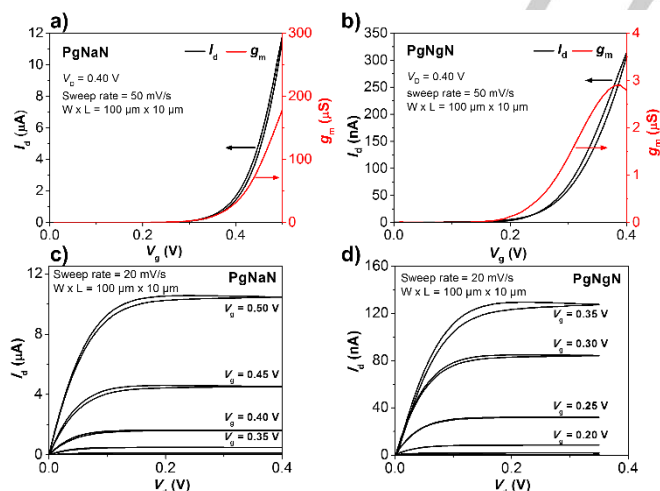 a)
PgNaN
I_d g_m
V_D = 0.40 V
Sweep rate = 50 mV/s
W x L = 100 µm x 10 µm
12
10
8
6
4
2
0
I_d (µA)
300
200
100
0
g_m (µS)
0.0 0.2 0.4
V_g (V)
b)
PgNgN
I_d g_m
V_D = 0.40 V
sweep rate = 50 mV/s
W x L = 100 µm x 10 µm
350
300
250
200
150
100
50
0
I_d (nA)
4
3
2
1
0
g_m (µS)
0.0 0.1 0.2 0.3 0.4
V_g (V)
c)
Sweep rate = 20 mV/s
W x L = 100 µm x 10 µm
PgNaN
V_g = 0.50 V
V_g = 0.45 V
V_g = 0.40 V
V_g = 0.35 V
12
8
4
0
I_d (µA)
0.0 0.2 0.4
(V)
d)
Sweep rate = 20 mV/s
W x L = 100 µm x 10 µm
PgNgN
V_g = 0.35 V
V_g = 0.30 V
V_g = 0.25 V
V_g = 0.20 V
160
120
80
40
0
I_d (nA)
0.0 0.2 0.4
(V)